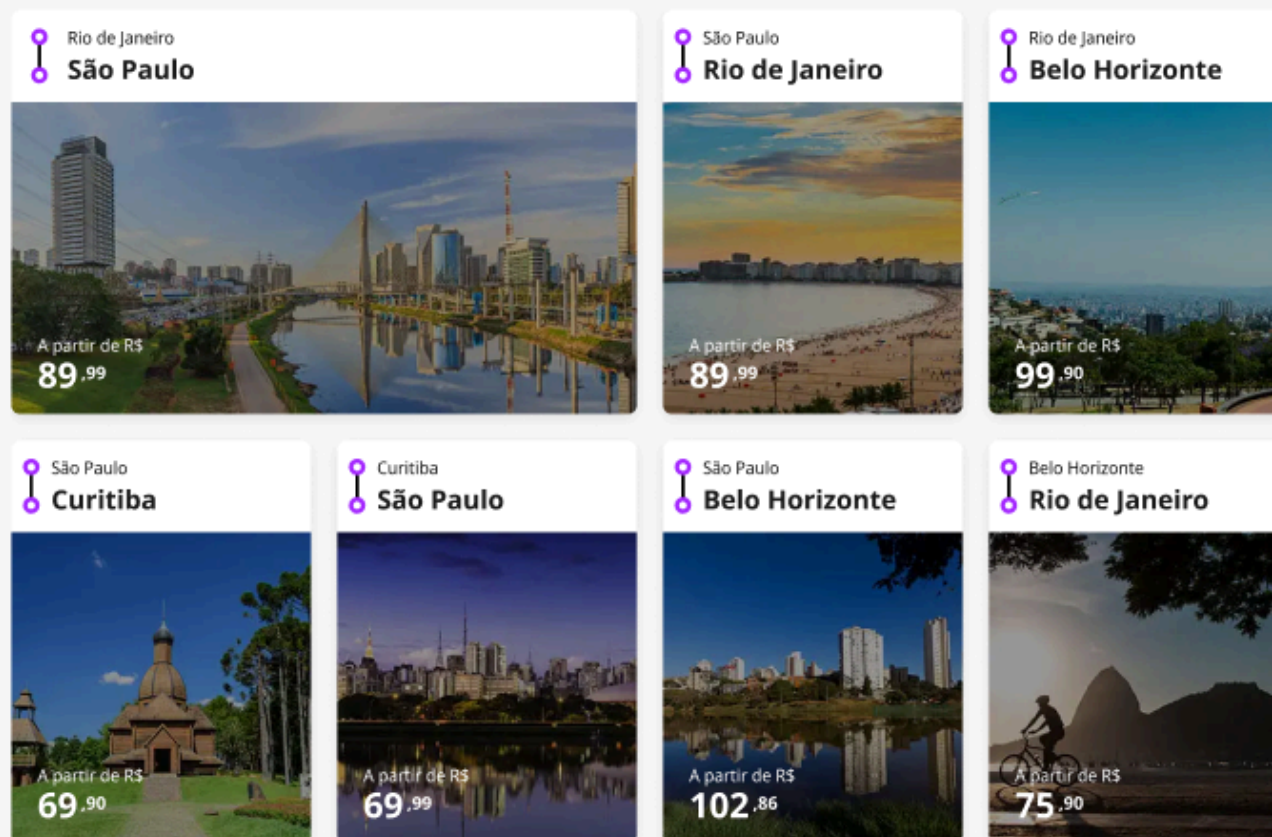 Rio de Janeiro
São Paulo
A partir de R$
89,99
São Paulo
Rio de Janeiro
A partir de R$
89,99
Rio de Janeiro
Belo Horizonte
A partir de R$
99,90
São Paulo
Curitiba
A partir de R$
69,90
Curitiba
São Paulo
A partir de R$
69,99
São Paulo
Belo Horizonte
A partir de R$
102,86
Belo Horizonte
Rio de Janeiro
A partir de R$
75,90